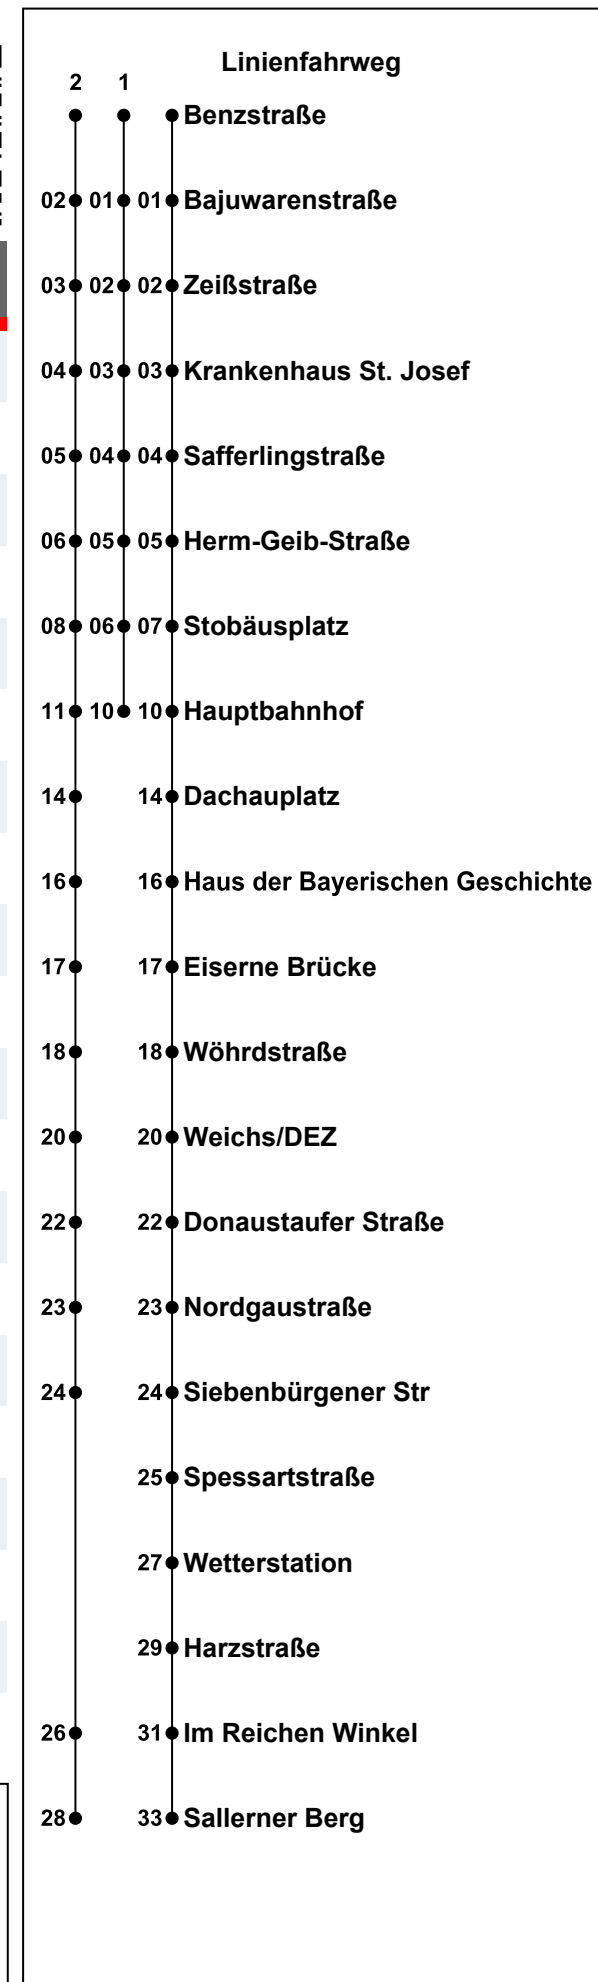 Linienfahrweg
2 1
Benzstraße
02 01 01 Bajuwarenstraße
03 02 02 Zeißstraße
04 03 03 Krankenhaus St. Josef
05 04 04 Safferlingstraße
06 05 05 Herm-Geib-Straße
08 06 07 Stobäusplatz
11 10 10 Hauptbahnhof
14 14 Dachauplatz
16 16 Haus der Bayerischen Geschichte
17 17 Eiserne Brücke
18 18 Wöhrdstraße
20 20 Weichs/DEZ
22 22 Donaustaufer Straße
23 23 Nordgaustraße
24 24 Siebenbürgener Str
25 Spessartstraße
27 Wetterstation
29 Harzstraße
26 31 Im Reichen Winkel
28 33 Sallerner Berg